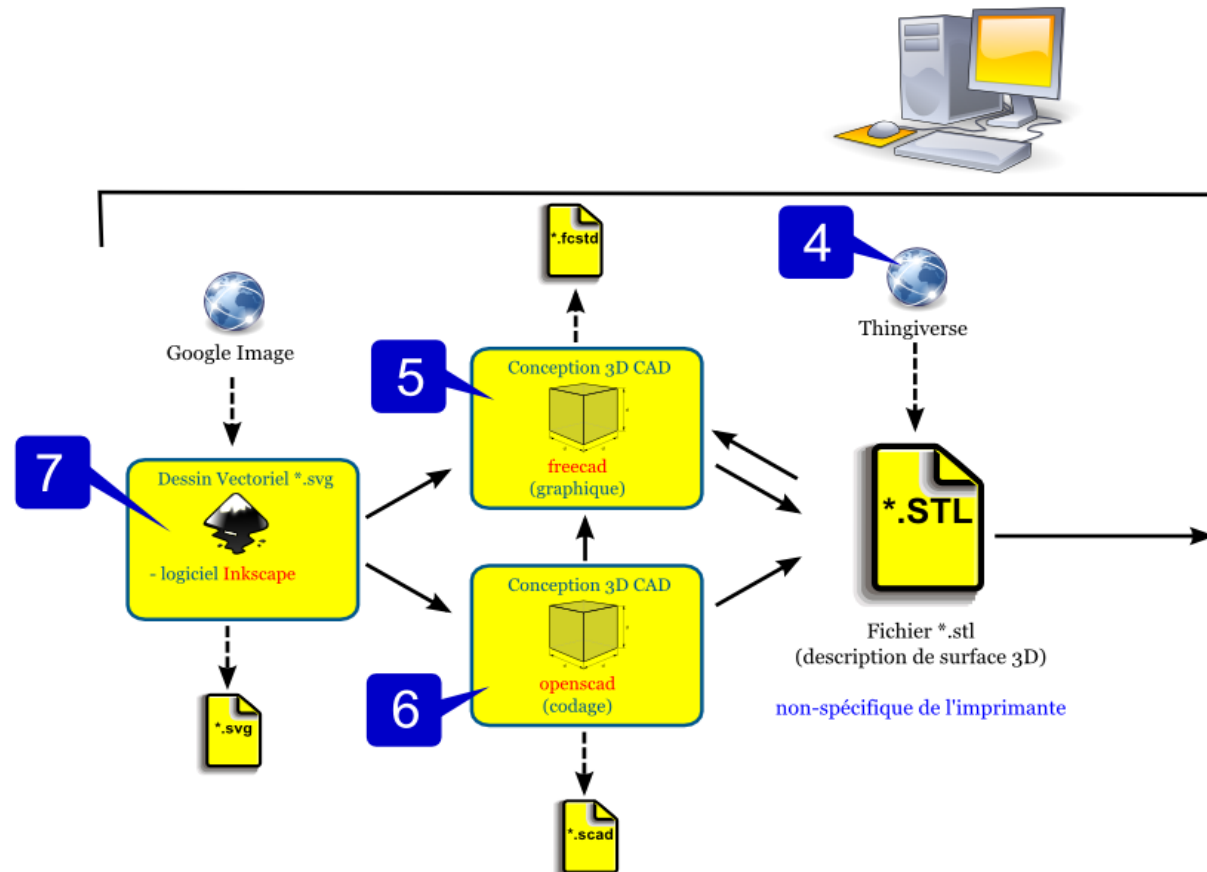 *.fcstd
4
Google Image
Thingiverse
5
Conception 3D CAD
freecad
(graphique)
7
Dessin Vectoriel *.svg
- logiciel Inkscape
*.STL
Conception 3D CAD
openscad
(codage)
6
Fichier *.stl
(description de surface 3D)
non-spécifique de l'imprimante
*.svg
*.scad